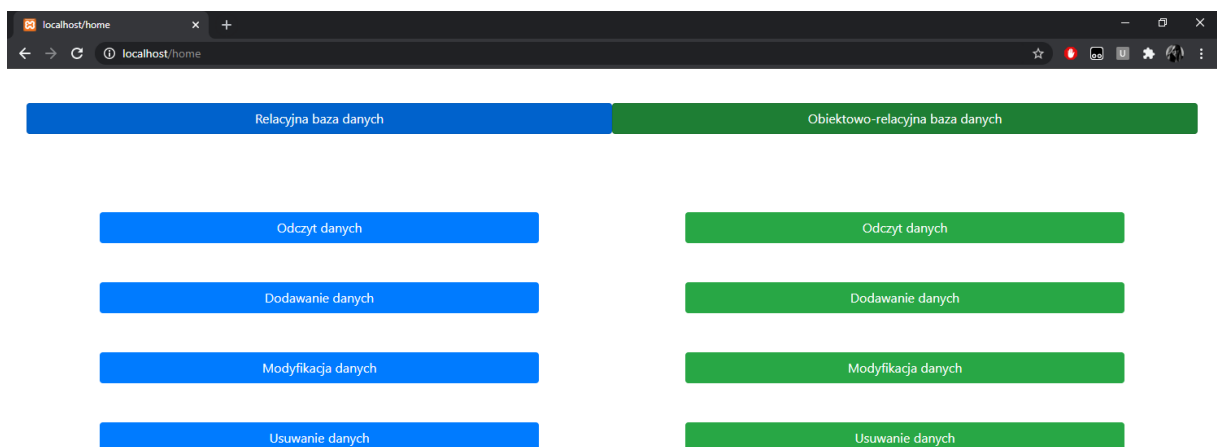 localhost/home
localhost/home
Relacyjna baza danych
Obiektowo-relacyjna baza danych
Odczyt danych
Odczyt danych
Dodawanie danych
Dodawanie danych
Modyfikacja danych
Modyfikacja danych
Usuwanie danych
Usuwanie danych